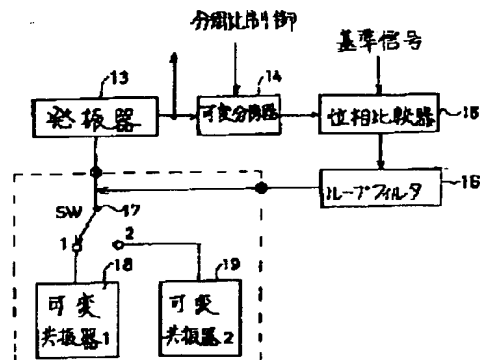 分周比制御
基準信号
13
14
発振器
可変分周器
位相比較器
15
ループフィルタ
16
SW
17
1
2
18
19
可変
共振器1
可変
共振器2